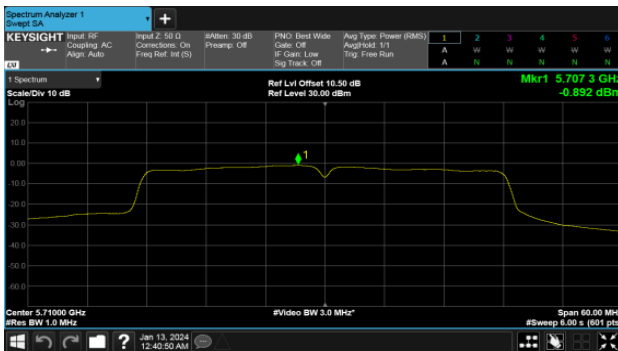 Spectrum Analyzer 1
Swept SA
+
KEYSIGHT Input: RF Input Z: 50 Ω #Atten: 30 dB PNO: Best Wide Avg Type: Power (RMS) 1 2 3 4 5 6
Coupling: AC Corrections: On Preamp: Off Gate: Off Avg|Hold: 1/1 A W W W W W
Align: Auto Freq Ref: Int (S) IF Gain: Low Trig: Free Run
Sig Track: Off A N N N N N
LXI
1 Spectrum Ref Lvl Offset 10.50 dB Mkr1 5.707 3 GHz
Scale/Div 10 dB Ref Level 30.00 dBm -0.892 dBm
Log
20.0
10.0
1
0.00
-10.0
-20.0
-30.0
-40.0
-50.0
-60.0
Center 5.71000 GHz #Video BW 3.0 MHz* Span 60.00 MHz
#Res BW 1.0 MHz #Sweep 6.00 s (601 pts)
? Jan 13, 2024
12:40:50 AM